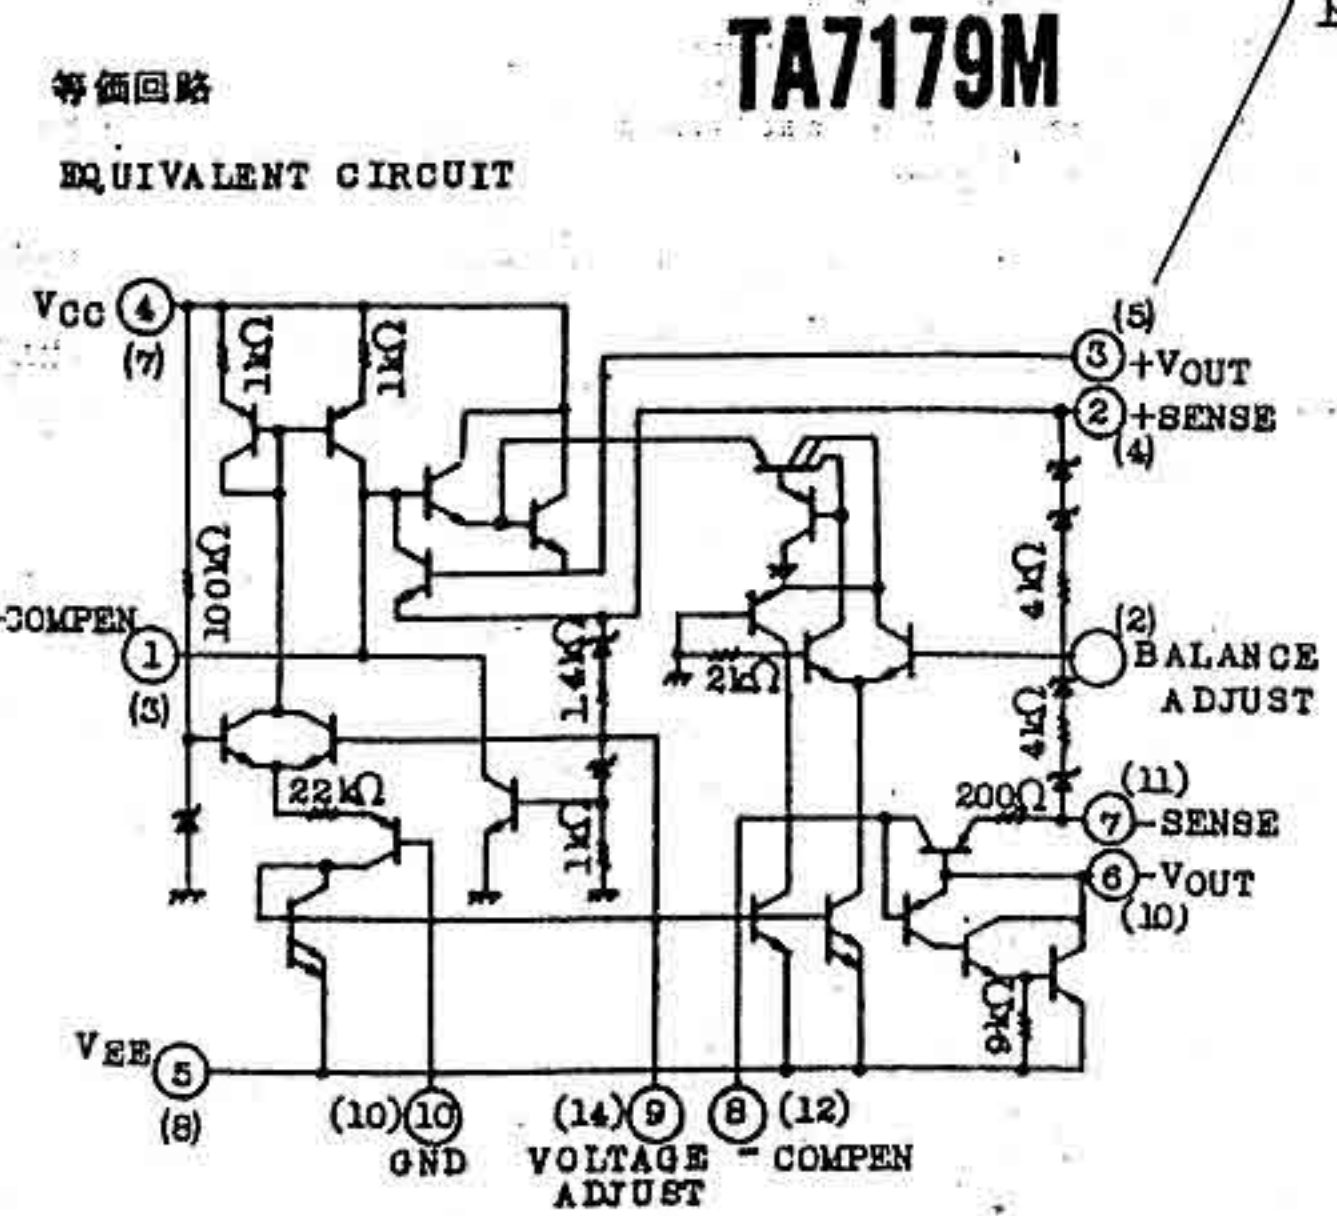 TA7179M
等価回路
EQUIVALENT CIRCUIT
VCC 4
(7)
1kΩ
1kΩ
(5)
3 +VOUT
2 +SENSE
(4)
100kΩ
4kΩ
COMPEN
1
(3)
1.4kΩ
2kΩ
(2)
BALANCE
ADJUST
4kΩ
22kΩ
1kΩ
200Ω
(11)
7 -SENSE
6 -VOUT
(10)
9kΩ
VEE 5
(8)
(10) 10
GND
(14) 9
VOLTAGE
ADJUST
8 (12)
- COMPEN